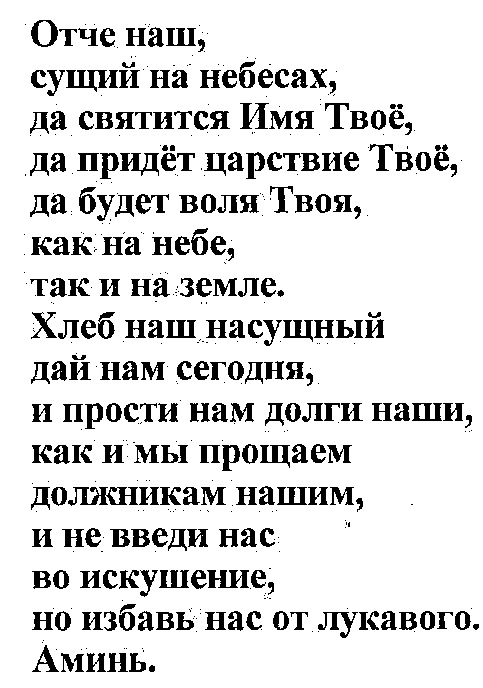 Отче наш,
сущий на небесах,
да святится Имя Твоё,
да придёт царствие Твоё,
да будет воля Твоя,
как на небе,
так и на земле.
Хлеб наш насущный
дай нам сегодня,
и прости нам долги наши,
как и мы прощаем
должникам нашим,
и не введи нас
во искушение,
но избавь нас от лукавого.
Аминь.